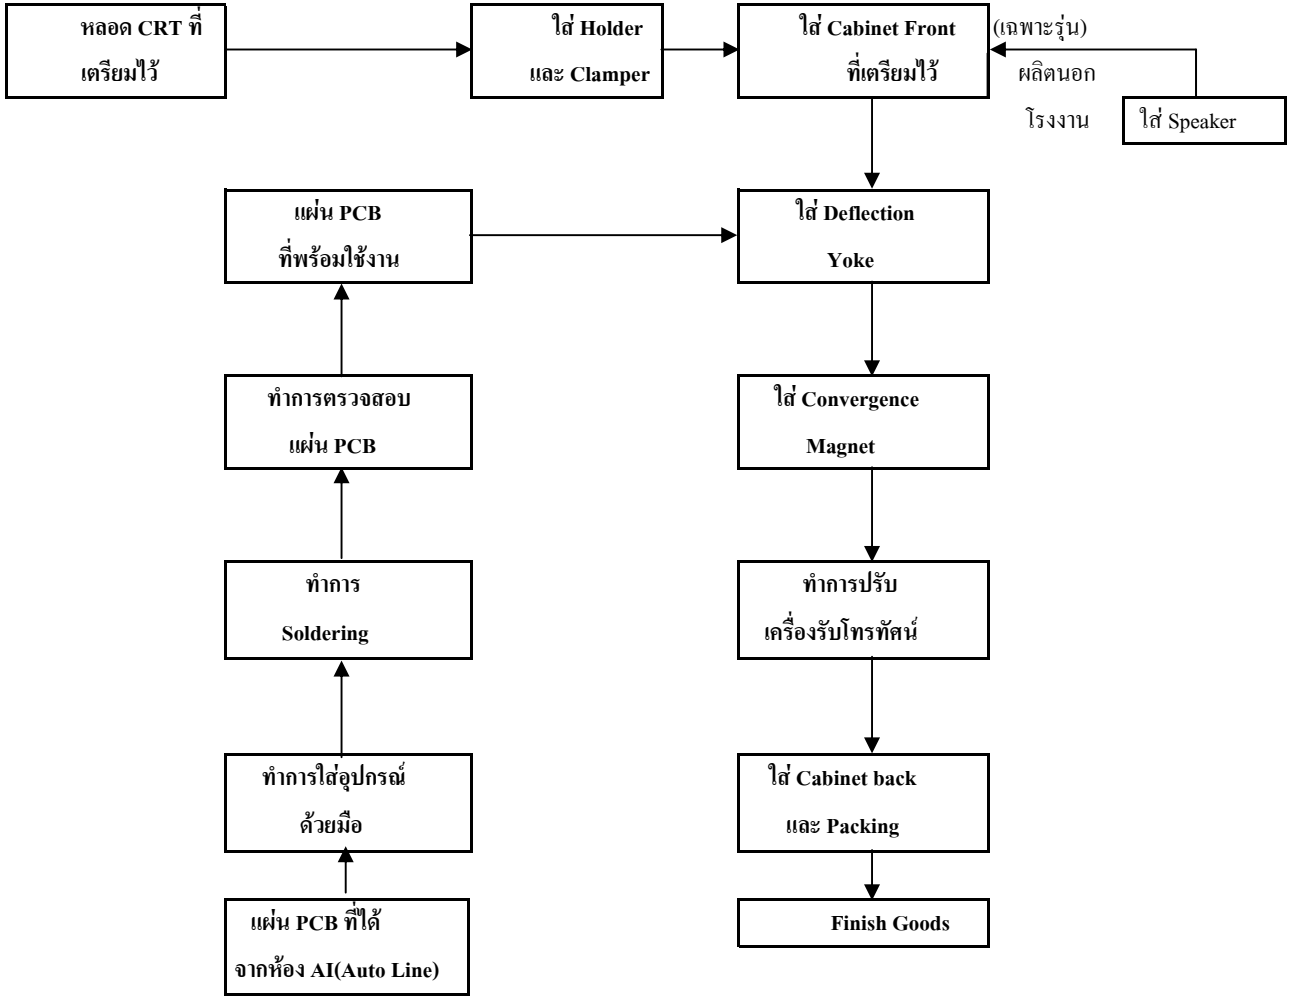 หลอด CRT ที่
เตรียมไว้
ใส่ Holder
และ Clamper
ใส่ Cabinet Front
ที่เตรียมไว้
(เฉพาะรุ่น)
ผลิตนอก
โรงงาน
ใส่ Speaker
แผ่น PCB
ที่พร้อมใช้งาน
ใส่ Deflection
Yoke
ทำการตรวจสอบ
แผ่น PCB
ใส่ Convergence
Magnet
ทำการ
Soldering
ทำการปรับ
เครื่องรับโทรทัศน์
ทำการใส่อุปกรณ์
ด้วยมือ
ใส่ Cabinet back
และ Packing
แผ่น PCB ที่ได้
จากห้อง AI(Auto Line)
Finish Goods